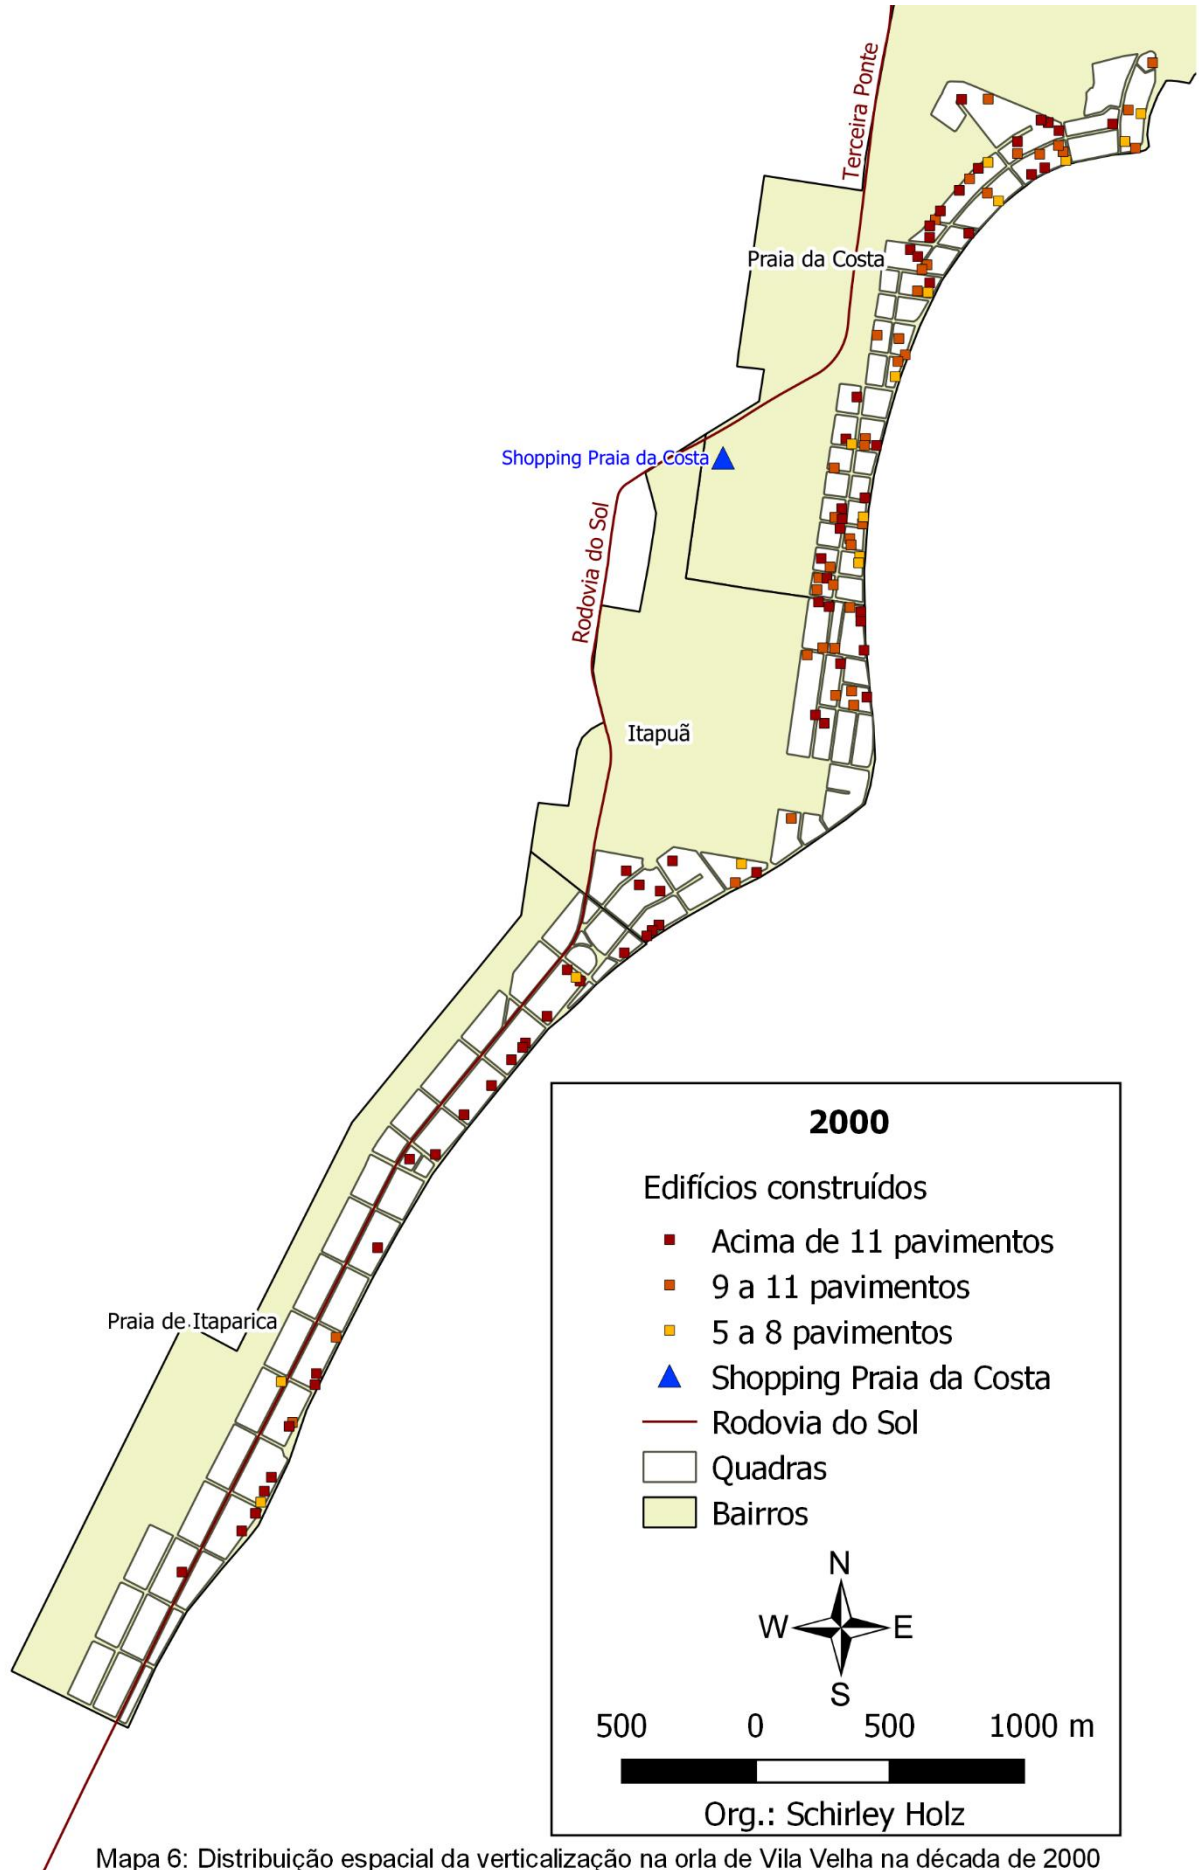 Terceira Ponte
Praia da Costa
Shopping Praia da Costa
Rodovia do Sol
Itapuã
Praia de Itaparica
2000
Edifícios construídos
Acima de 11 pavimentos
9 a 11 pavimentos
5 a 8 pavimentos
Shopping Praia da Costa
Rodovia do Sol
Quadras
Bairros
N
W E
S
500 0 500 1000 m
Org.: Schirley Holz
Mapa 6: Distribuição espacial da verticalização na orla de Vila Velha na década de 2000